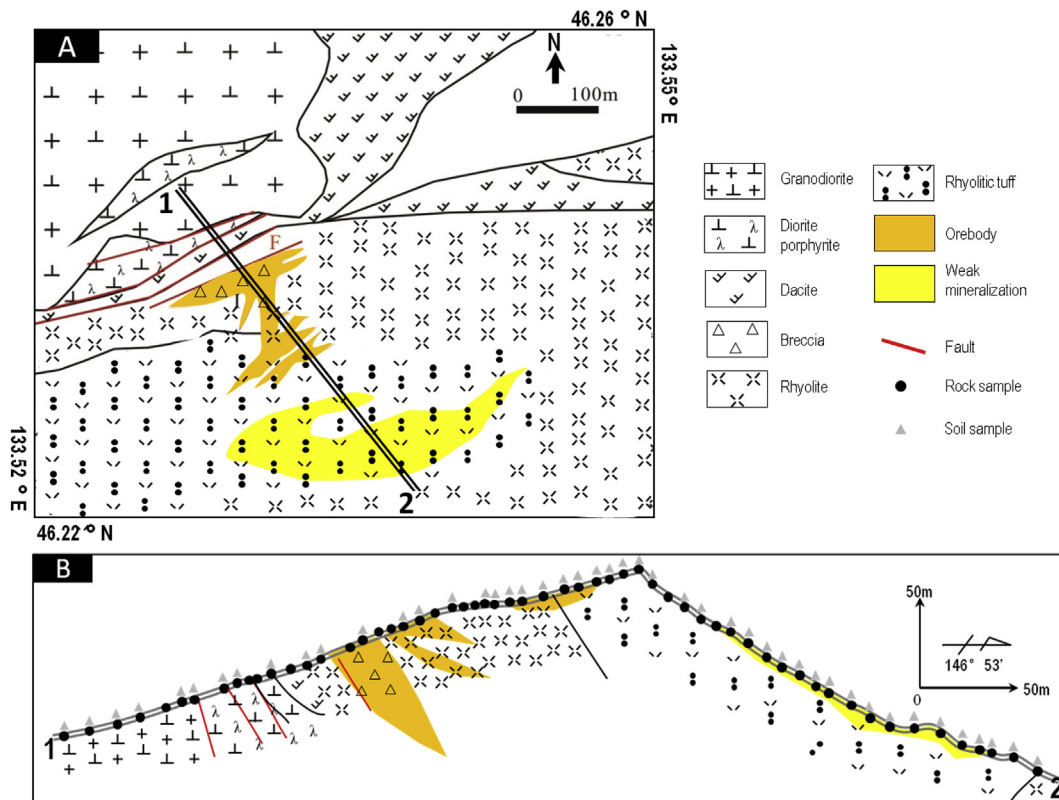 46.26 ° N
A
N
0 100m
133.55° E
1
F
2
133.52 ° E
46.22 ° N
Granodiorite
Diorite
porphyrite
Dacite
Breccia
Rhyolite
Rhyolitic tuff
Orebody
Weak
mineralization
Fault
Rock sample
Soil sample
B
50m
146° 53'
0 50m
1
2